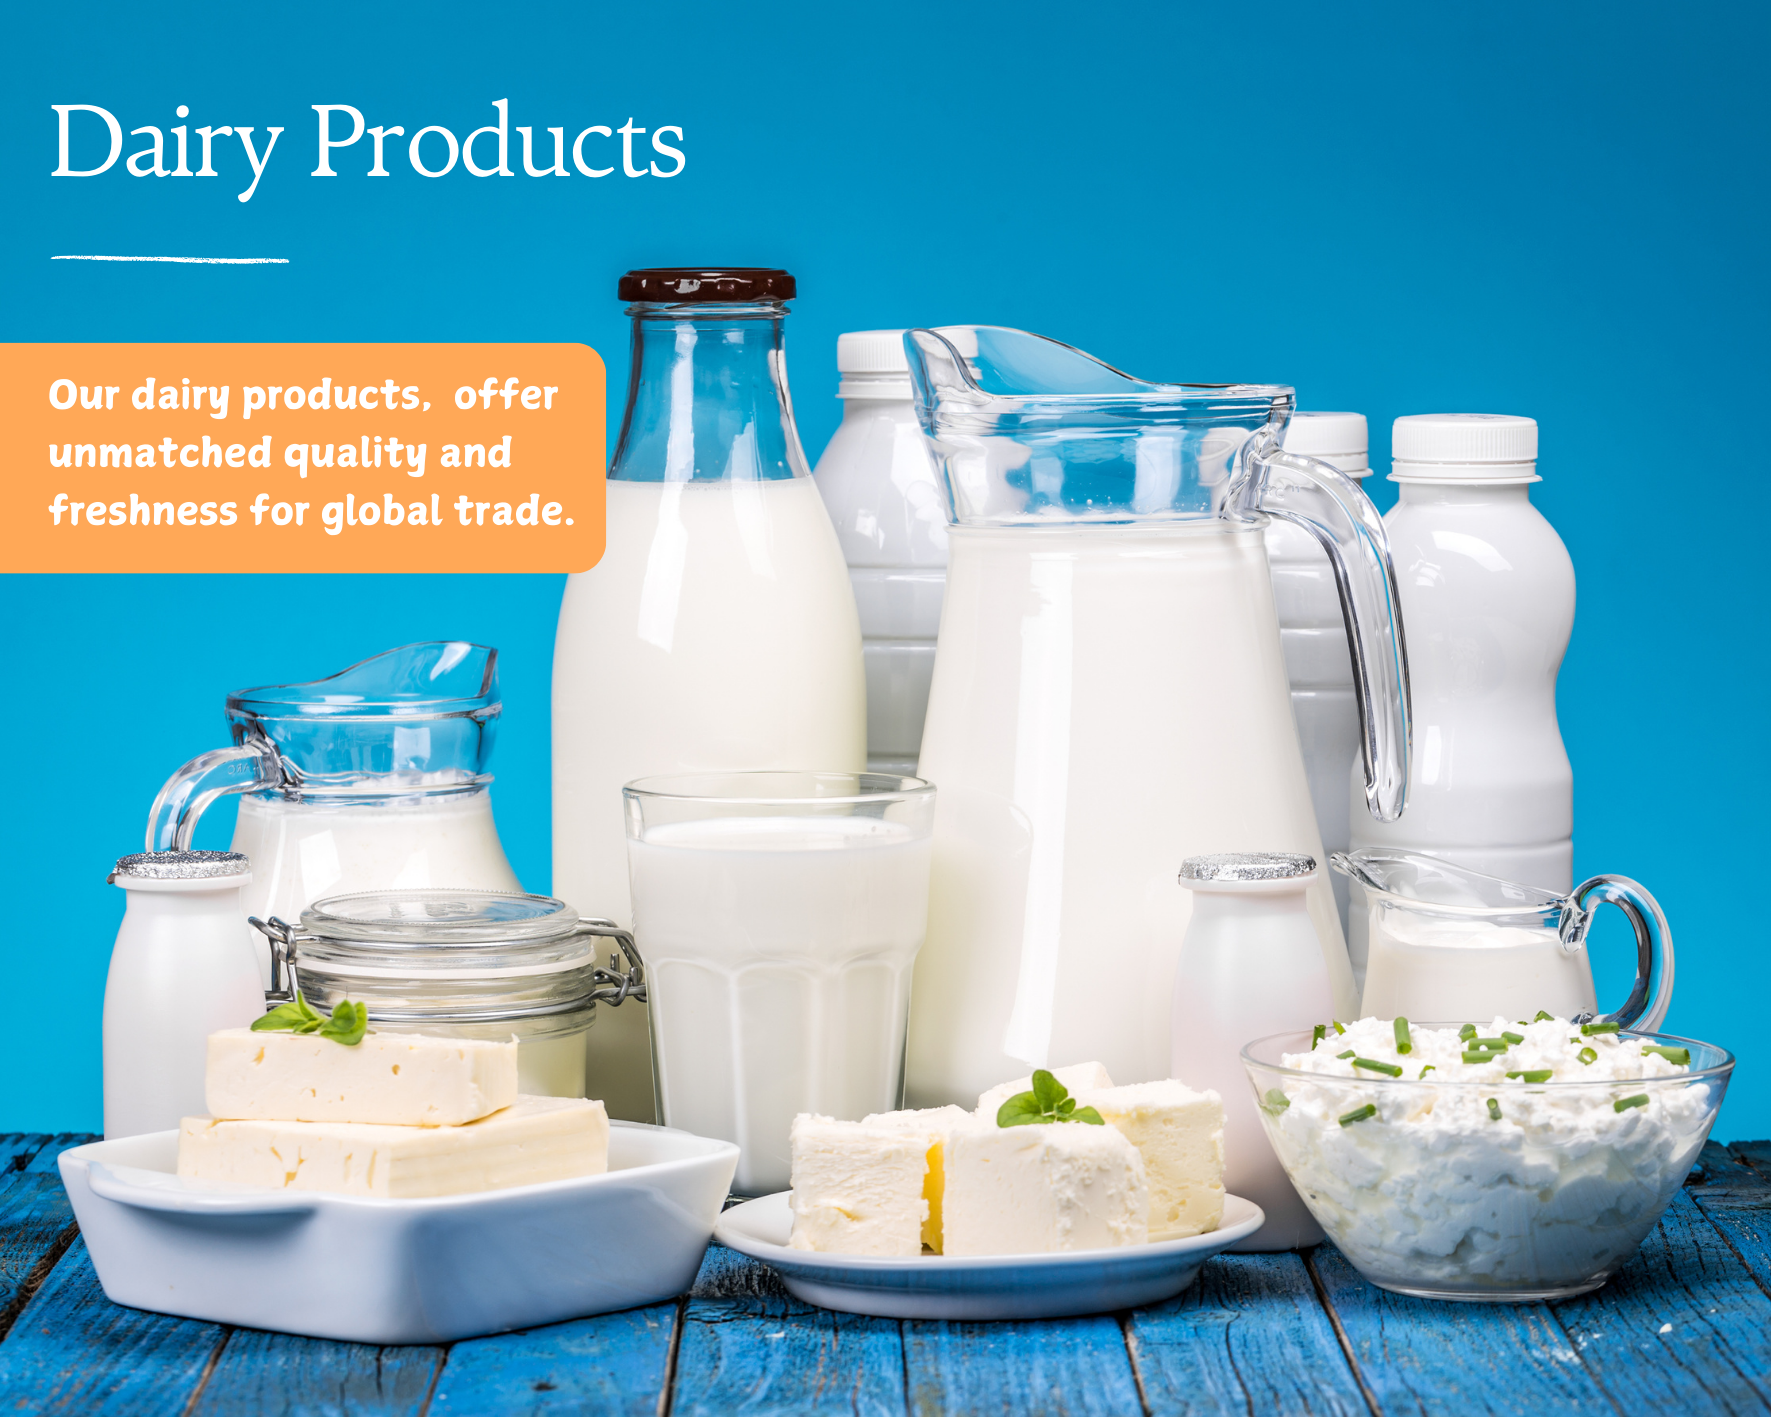 Dairy Products
Our dairy products,  offer
unmatched quality and
freshness for global trade.